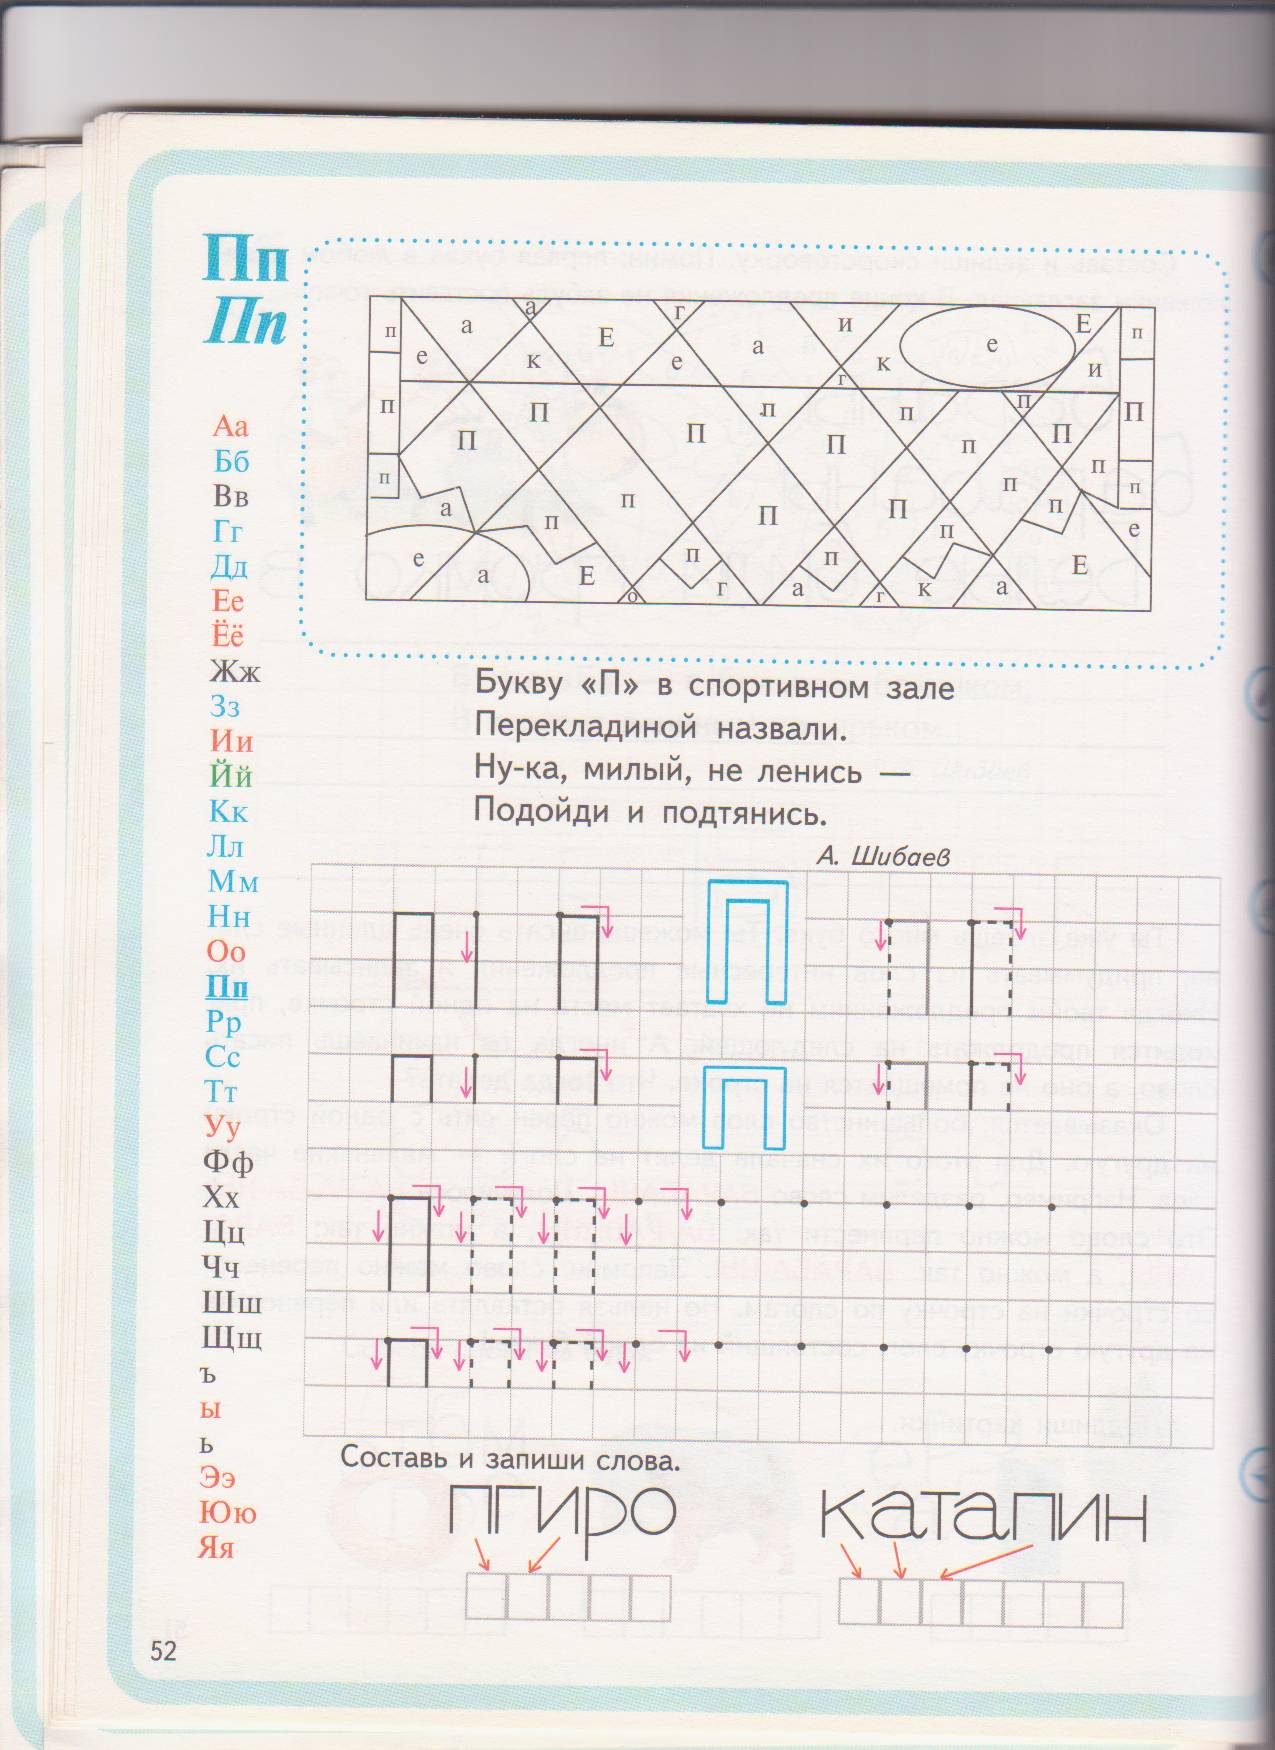 Пп
Пп
Аа
Бб
Вв
Гг
Дд
Ее
Ёё
Жж
Зз
Ии
Йй
Кк
Лл
Мм
Нн
Оо
Пп
Рр
Сс
Тт
Уу
Фф
Хх
Цц
Чч
Шш
Щщ
ъ
ы
ь
Ээ
Юю
Яя
п а а Е г а и е Е п
е к е г к и
п П П п п п П П
П П П п п
п а п п П П п п п п
е а п Е п г п а п к а Е е
о г
Букву «П» в спортивном зале
Перекладиной назвали.
Ну-ка, милый, не ленись —
Подойди и подтянись.
А. Шибаев
П
п
Составь и запиши слова.
пгиро
катапин
52